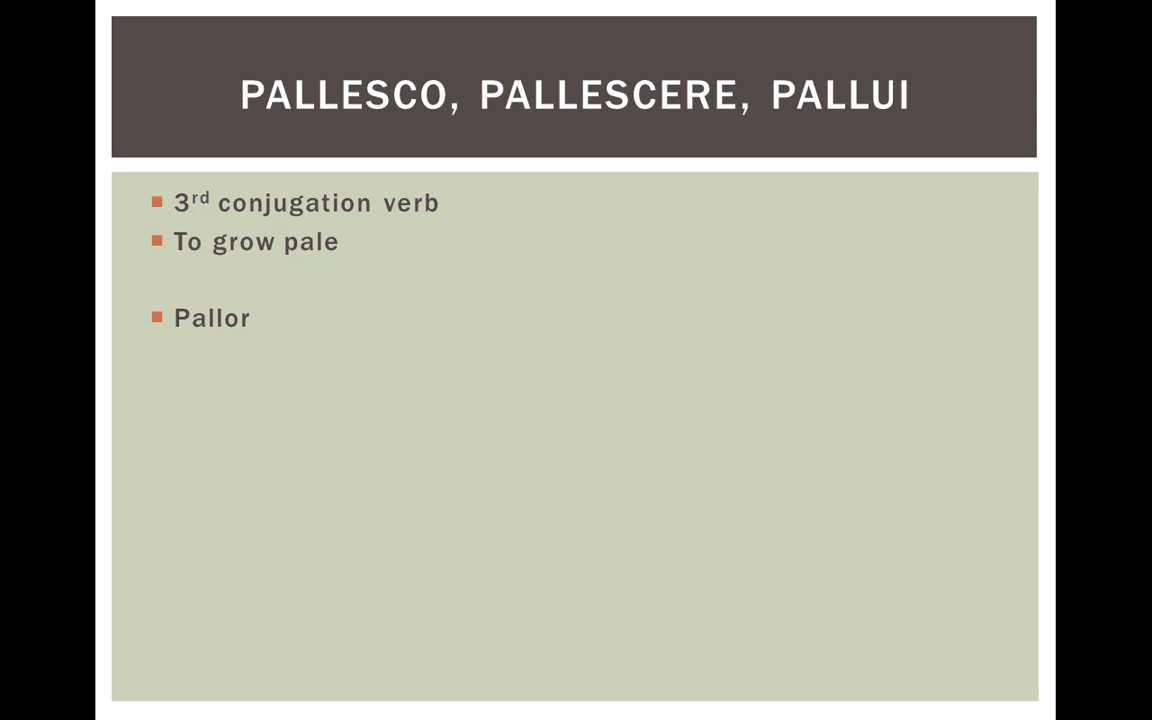 PALLESCO, PALLESCERE, PALLUI
3rd conjugation verb
To grow pale
Pallor